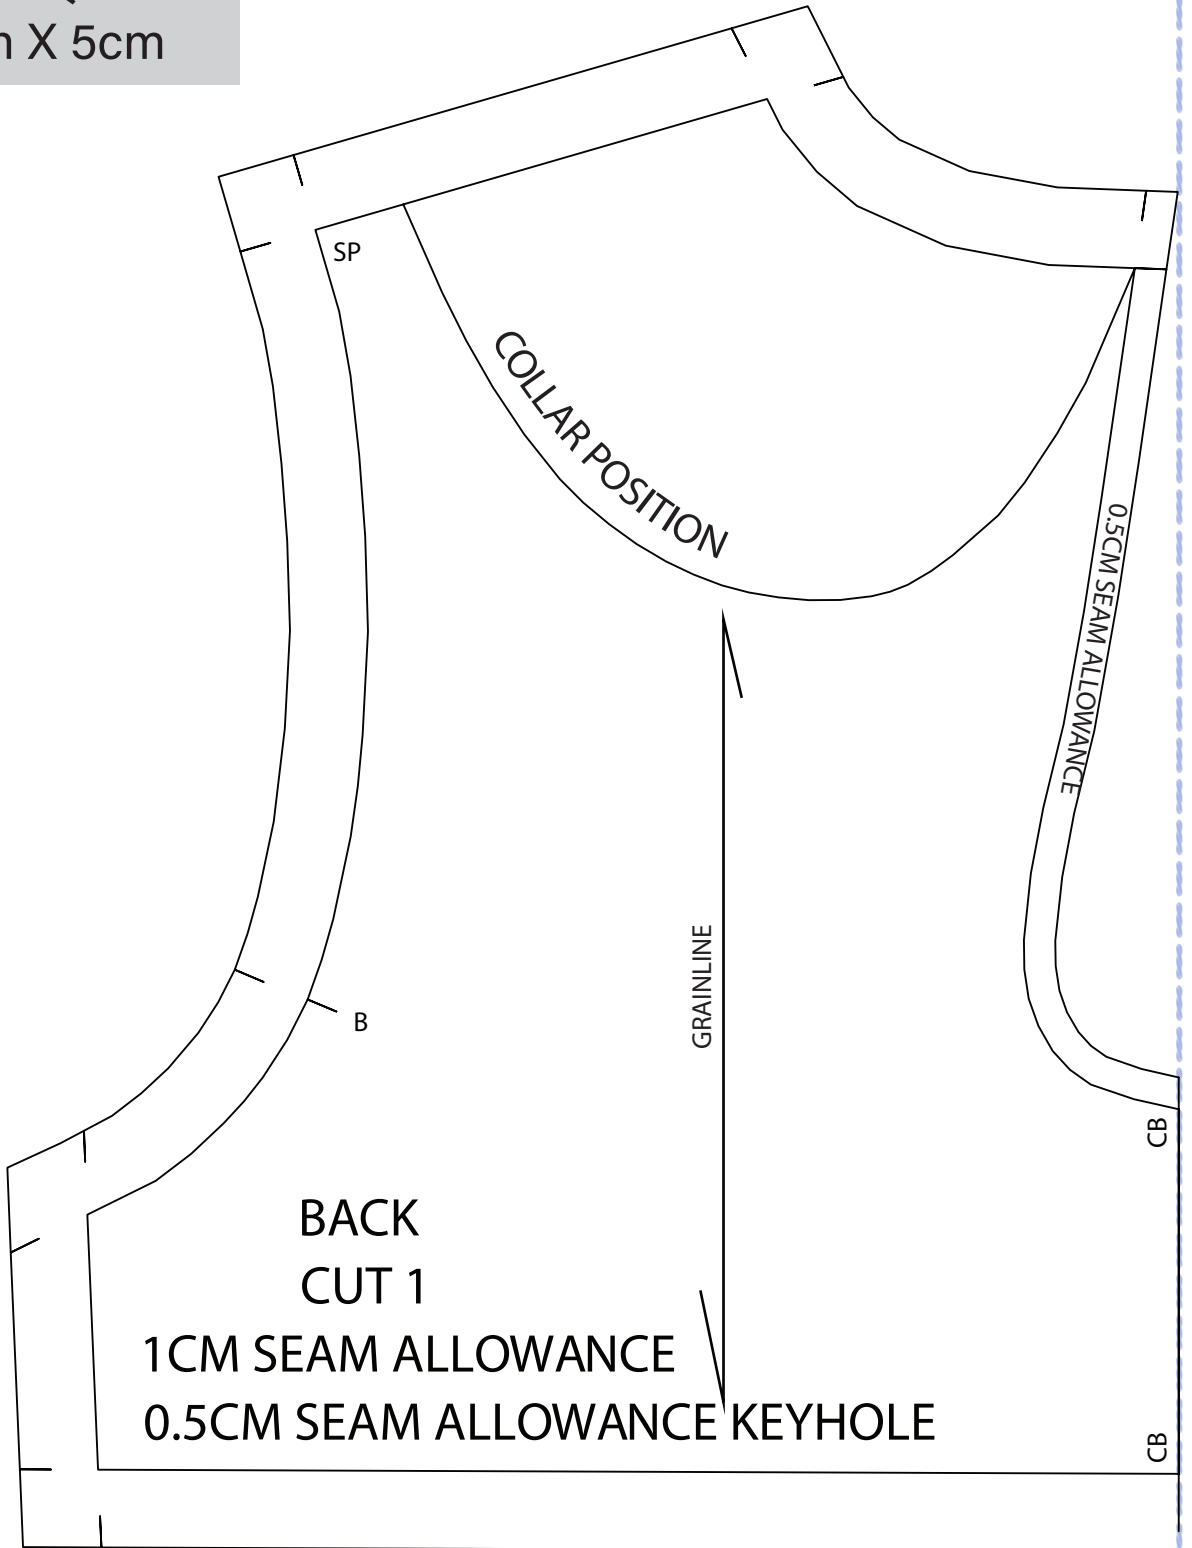 X 5cm
SP
COLLAR POSITION
0.5CM SEAM ALLOWANCE
GRAINLINE
B
CB
BACK
CUT 1
1CM SEAM ALLOWANCE
0.5CM SEAM ALLOWANCE KEYHOLE
CB